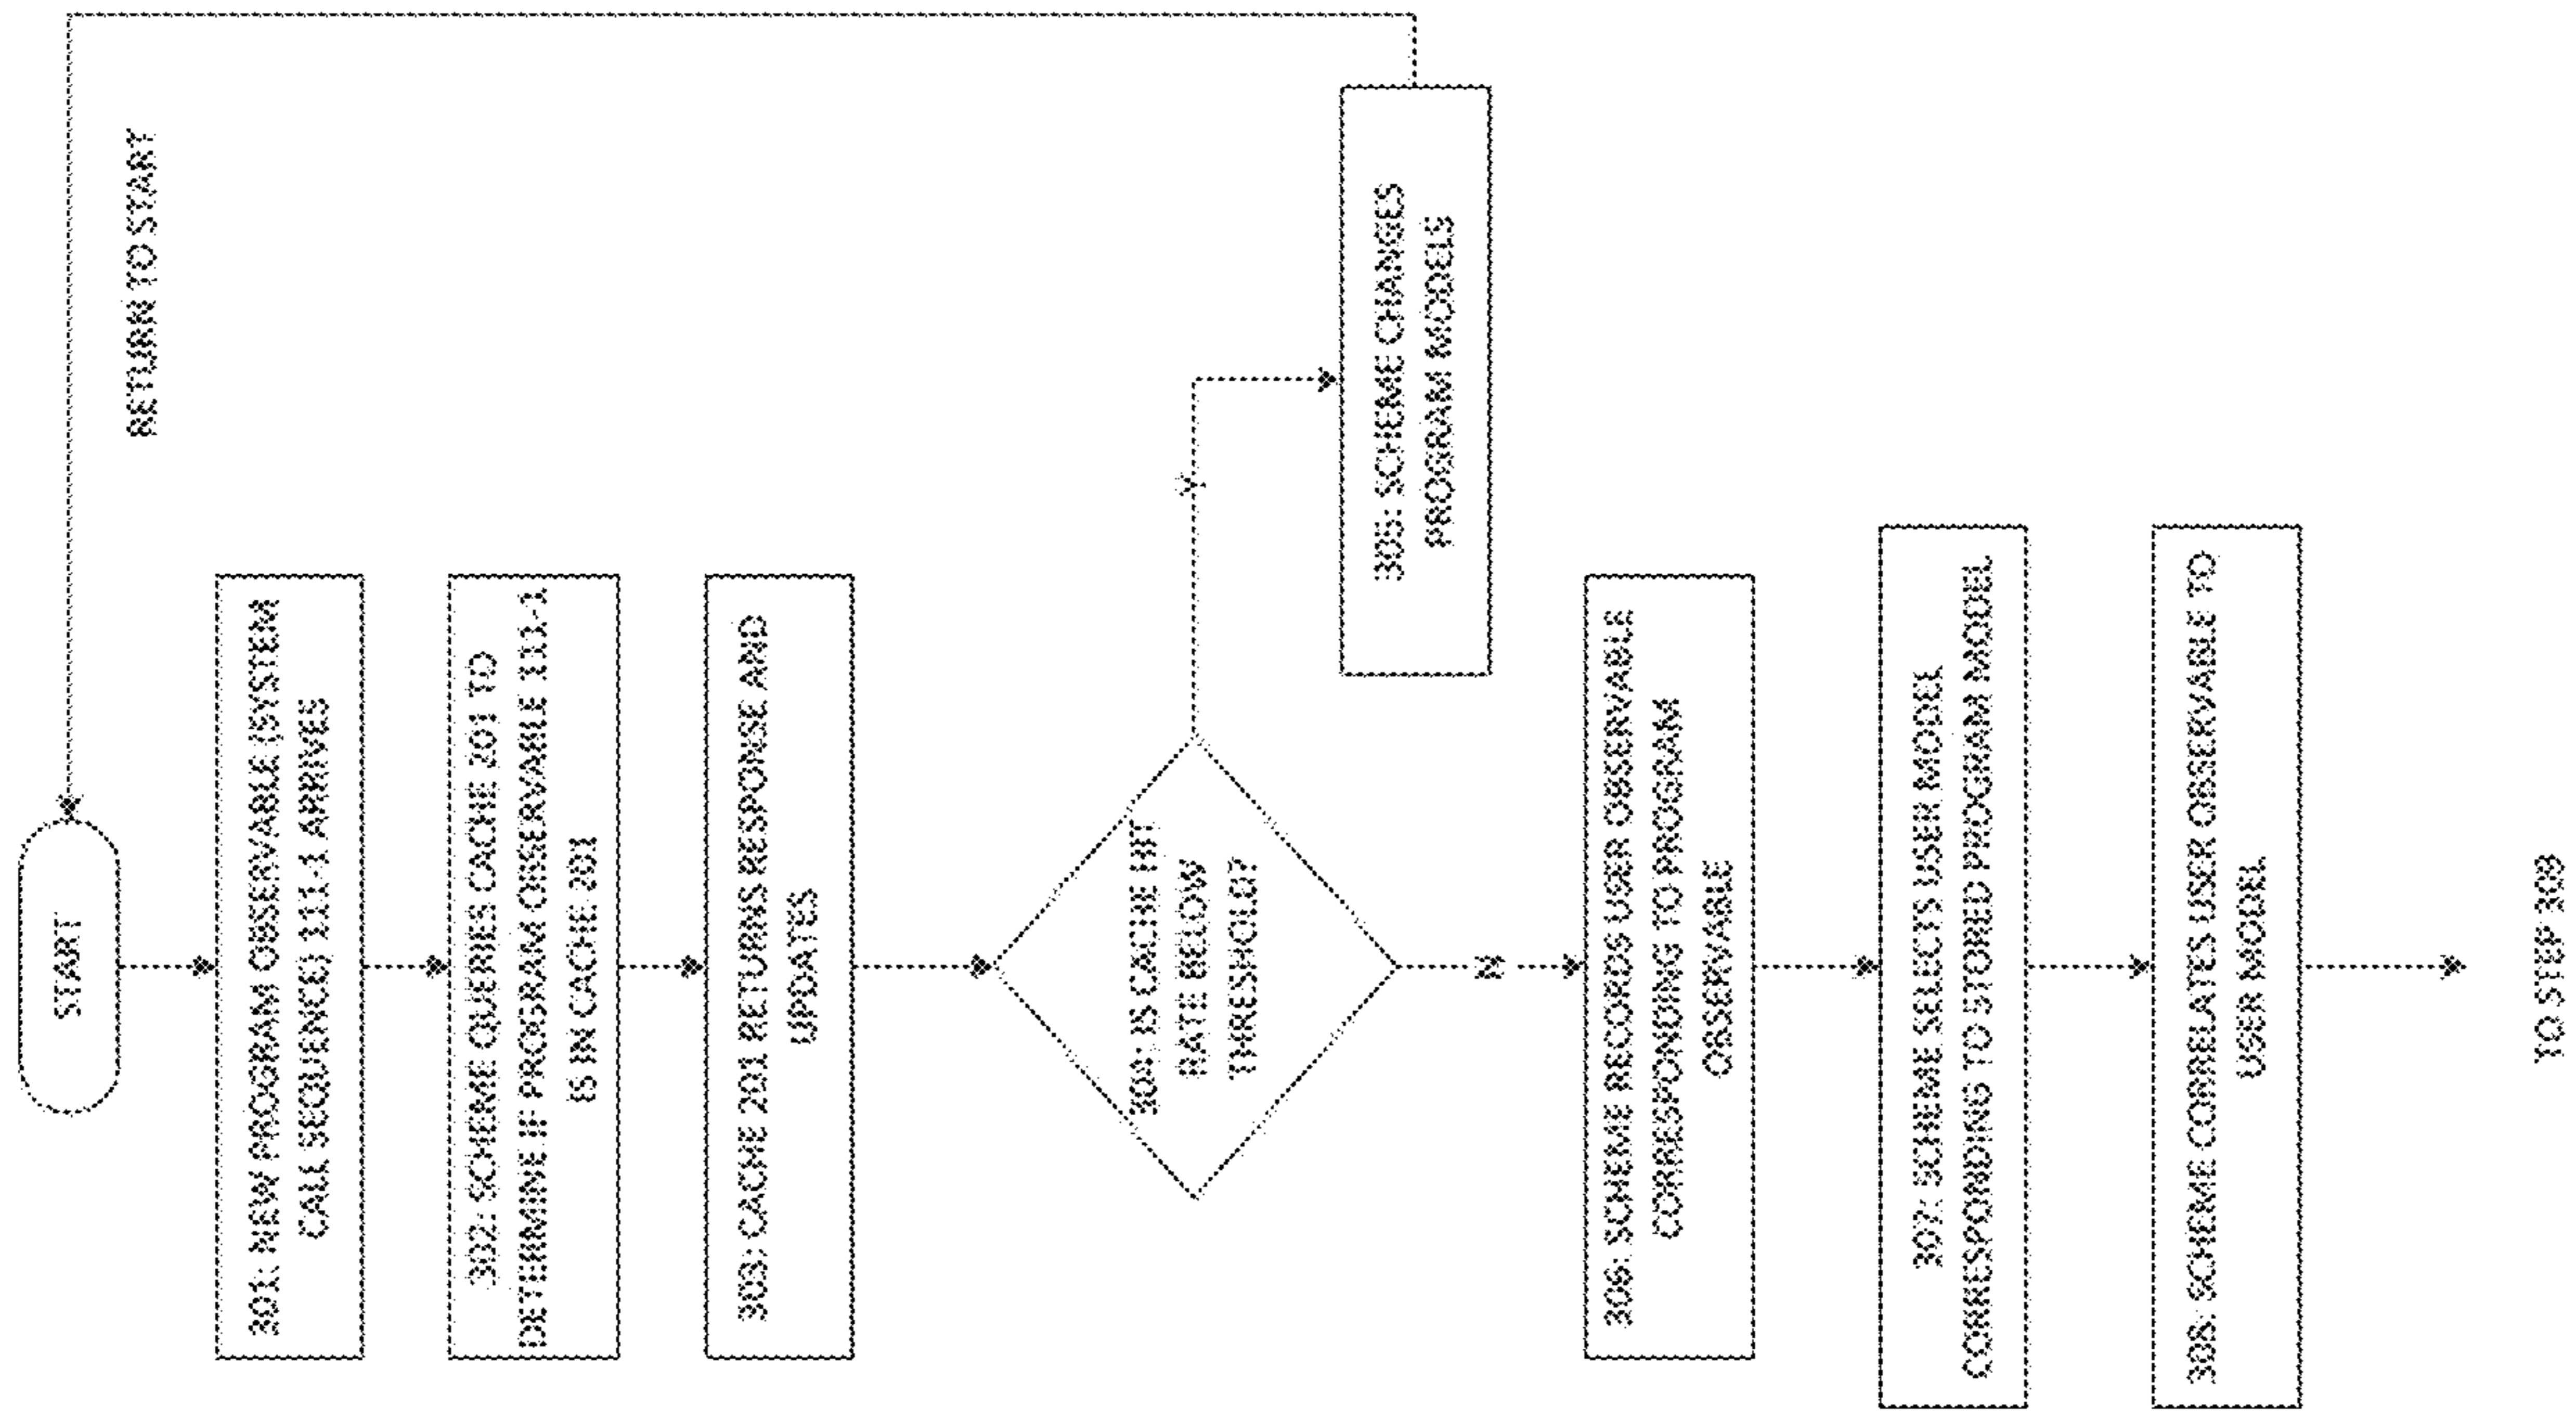 START
RETURN TO START
301: NEW PROGRAM OBSERVABLE (SYSTEM
CALL SEQUENCE) 111-1 ARRIVES
302: SCHEME QUERIES CACHE 201 TO
DETERMINE IF PROGRAM OBSERVABLE 111-1
IS IN CACHE 201
303: CACHE 201 RETURNS RESPONSE AND
UPDATES
304: IS CACHE HIT
RATE BELOW
THRESHOLD?
Y
305: SCHEME CHANGES
PROGRAM MODELS
N
306: SCHEME RECORDS USER OBSERVABLE
CORRESPONDING TO PROGRAM
OBSERVABLE
307: SCHEME SELECTS USER MODEL
CORRESPONDING TO STORED PROGRAM MODEL
308: SCHEME CORRELATES USER OBSERVABLE TO
USER MODEL
TO STEP 309